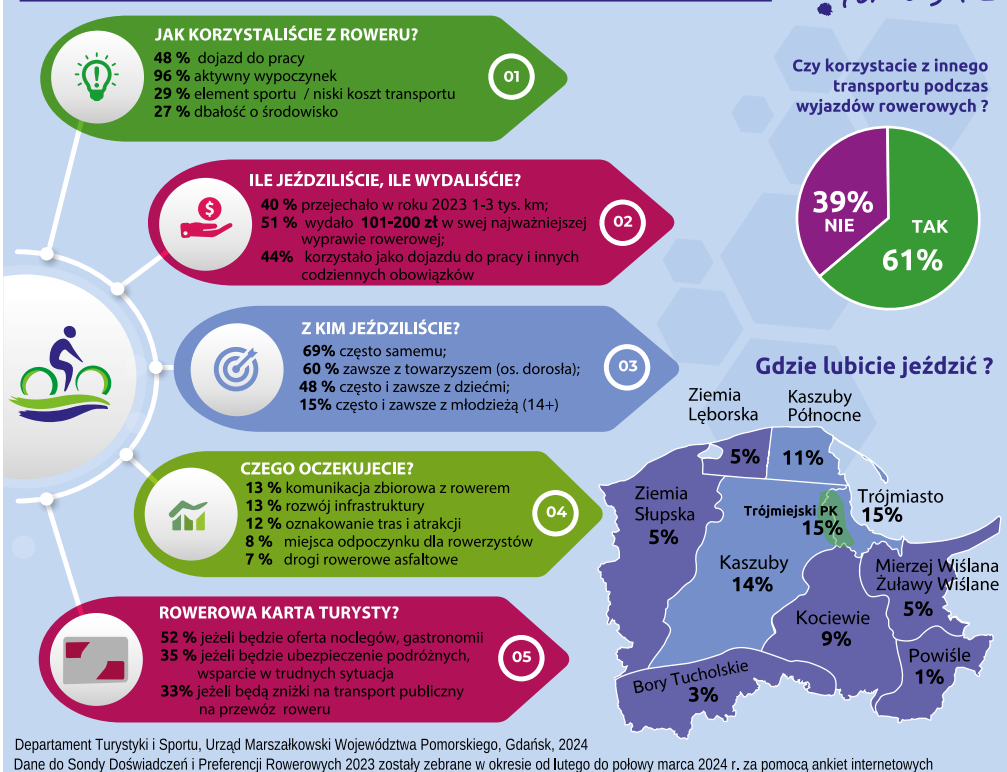 JAK KORZYSTALIŚCIE Z ROWERU?
48 % dojazd do pracy
96 % aktywny wypoczynek
29 % element sportu / niski koszt transportu
27 % dbałość o środowisko
01
ILE JEŹDZILIŚCIE, ILE WYDALIŚĆIE?
40 % przejechało w roku 2023 1-3 tys. km;
51 % wydało 101-200 zł w swej najważniejszej
wyprawie rowerowej;
44% korzystało jako dojazdu do pracy i innych
codziennych obowiązków
02
Z KIM JEŹDZILIŚCIE?
69% często samemu;
60 % zawsze z towarzyszem (os. dorosła);
48 % często i zawsze z dziećmi;
15% często i zawsze z młodzieżą (14+)
03
CZEGO OCZEKUJECIE?
13 % komunikacja zbiorowa z rowerem
13 % rozwój infrastruktury
12 % oznakowanie tras i atrakcji
8 % miejsca odpoczynku dla rowerzystów
7 % drogi rowerowe asfaltowe
04
ROWEROWA KARTA TURYSTY?
52 % jeżeli będzie oferta noclegów, gastronomii
35 % jeżeli będzie ubezpieczenie podróżnych,
wsparcie w trudnych sytuacja
33% jeżeli będą zniżki na transport publiczny
na przewóz roweru
05
Czy korzystacie z innego
transportu podczas
wyjazdów rowerowych ?
39%
NIE
TAK
61%
Gdzie lubicie jeździć ?
Ziemia
Lęborska
5%
Kaszuby
Północne
11%
Ziemia
Słupska
5%
Trójmiejski PK
15%
Trójmiasto
15%
Kaszuby
14%
Mierzej Wiślana
Żuławy Wiślane
5%
Kociewie
9%
Powiśle
1%
Bory Tucholskie
3%
Departament Turystyki i Sportu, Urząd Marszałkowski Województwa Pomorskiego, Gdańsk, 2024
Dane do Sondy Doświadczeń i Preferencji Rowerowych 2023 zostały zebrane w okresie od lutego do połowy marca 2024 r. za pomocą ankiet internetowych